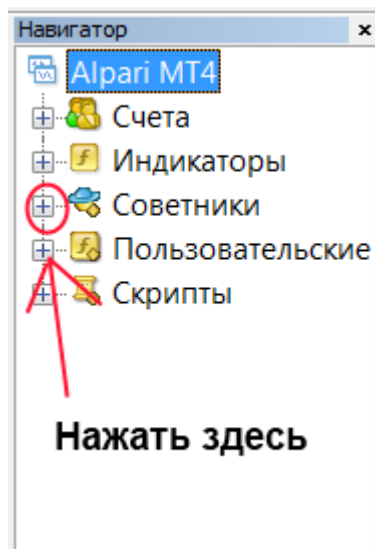 Навигатор
Alpari MT4
Счета
Индикаторы
Советники
Пользовательские
Скрипты
Нажать здесь